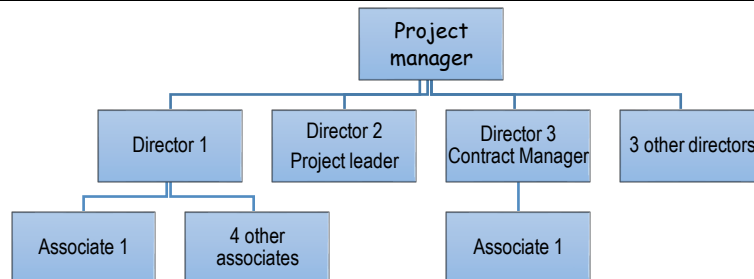 Project
manager
Director 1
Director 2
Project leader
Director 3
Contract Manager
3 other directors
Associate 1
4 other
associates
Associate 1